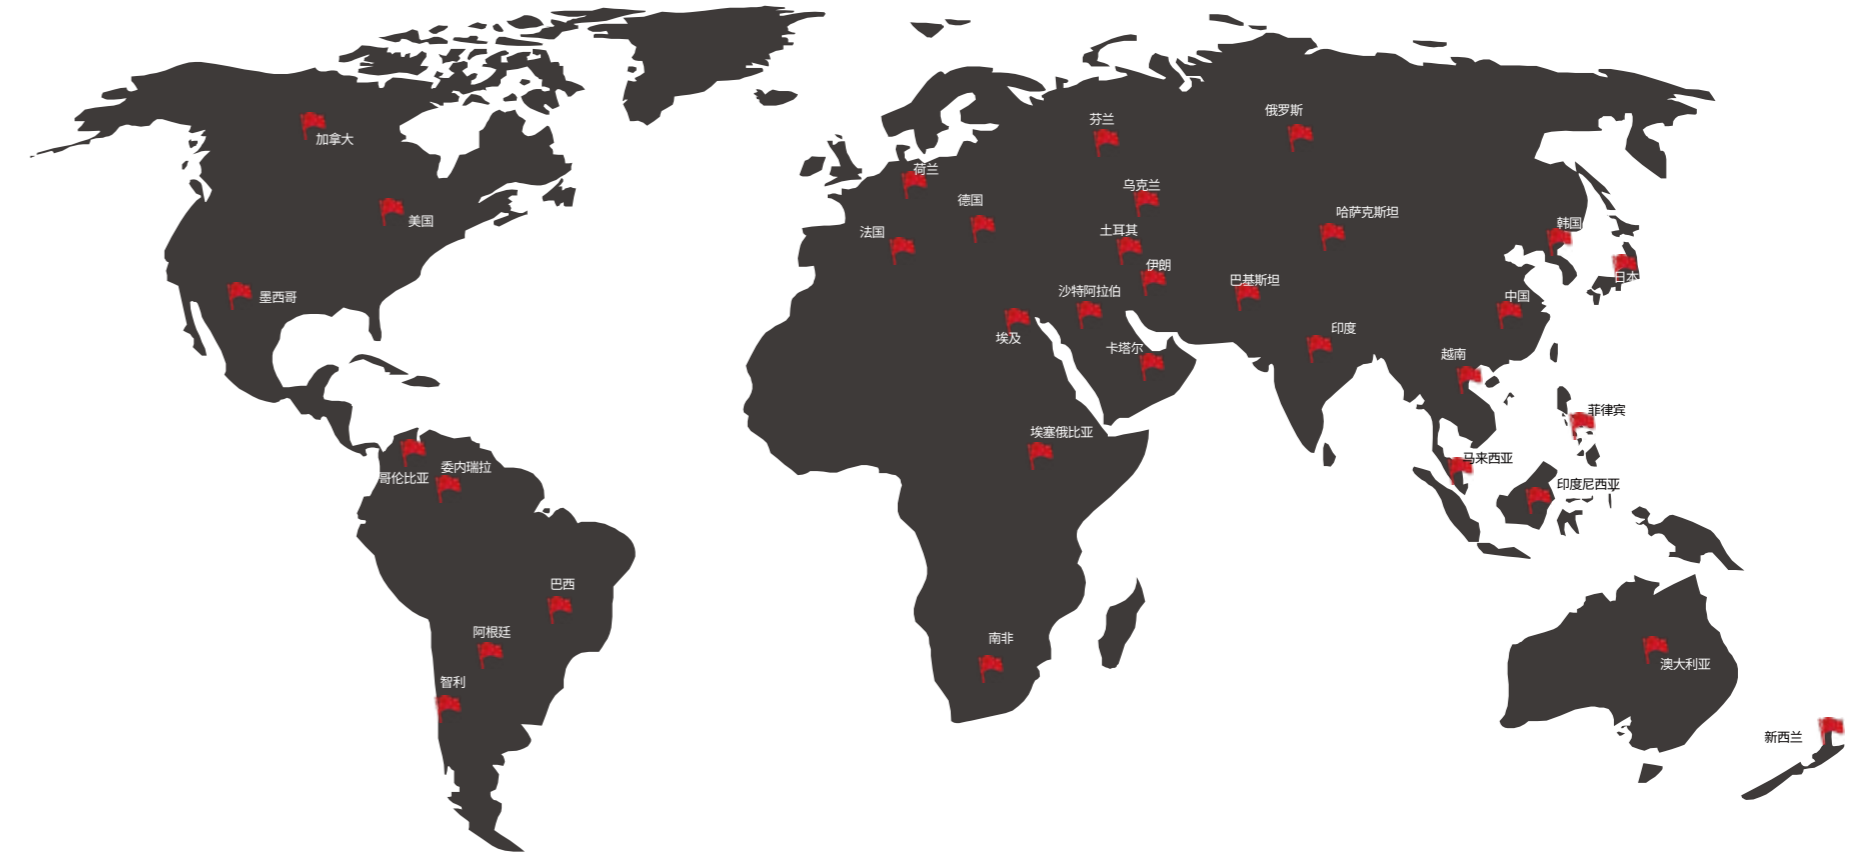 加拿大
美国
墨西哥
哥伦比亚
委内瑞拉
巴西
阿根廷
智利
荷兰
德国
法国
芬兰
俄罗斯
乌克兰
土耳其
伊朗
沙特阿拉伯
埃及
卡塔尔
埃塞俄比亚
南非
哈萨克斯坦
巴基斯坦
印度
韩国
日本
中国
越南
菲律宾
马来西亚
印度尼西亚
澳大利亚
新西兰